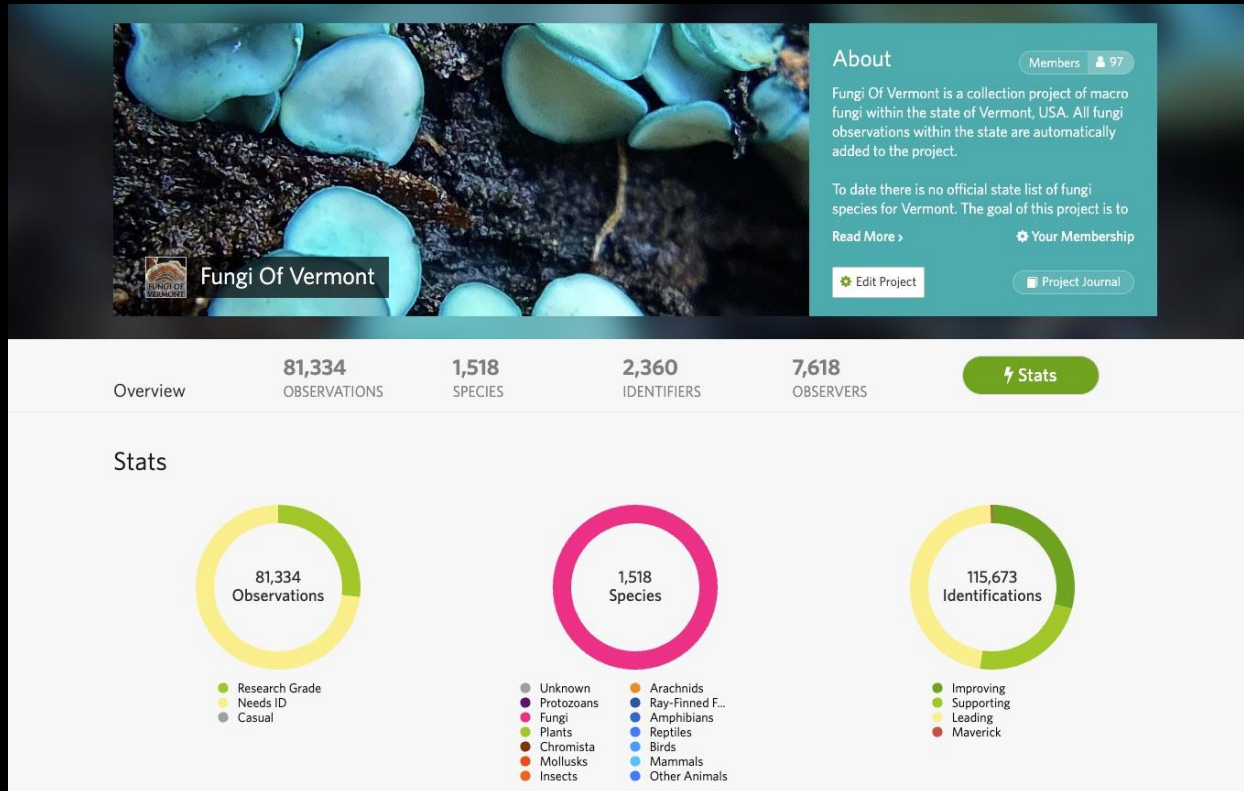 About
Members 97
Fungi Of Vermont is a collection project of macro
fungi within the state of Vermont, USA. All fungi
observations within the state are automatically
added to the project.
To date there is no official state list of fungi
species for Vermont. The goal of this project is to
Read More ›
Your Membership
Edit Project
Project Journal
FUNGI OF
VERMONT
Fungi Of Vermont
Overview
81,334
OBSERVATIONS
1,518
SPECIES
2,360
IDENTIFIERS
7,618
OBSERVERS
Stats
Stats
81,334
Observations
Research Grade
Needs ID
Casual
1,518
Species
Unknown
Protozoans
Fungi
Plants
Chromista
Mollusks
Insects
Arachnids
Ray-Finned F...
Amphibians
Reptiles
Birds
Mammals
Other Animals
115,673
Identifications
Improving
Supporting
Leading
Maverick